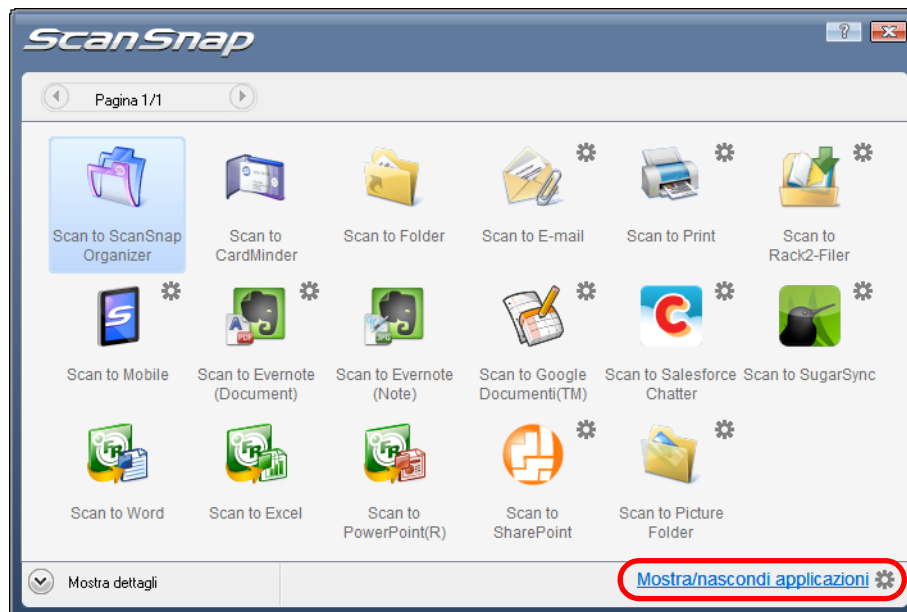 ScanSnap
Pagina 1/1
Scan to ScanSnap
Organizer
Scan to
CardMinder
Scan to Folder
Scan to E-mail
Scan to Print
Scan to
Rack2-Filer
Scan to Mobile
Scan to Evernote
(Document)
Scan to Evernote
(Note)
Scan to Google
Documenti(TM)
Scan to Salesforce
Chatter
Scan to SugarSync
Scan to Word
Scan to Excel
Scan to
PowerPoint(R)
Scan to
SharePoint
Scan to Picture
Folder
Mostra dettagli
Mostra/nascondi applicazioni